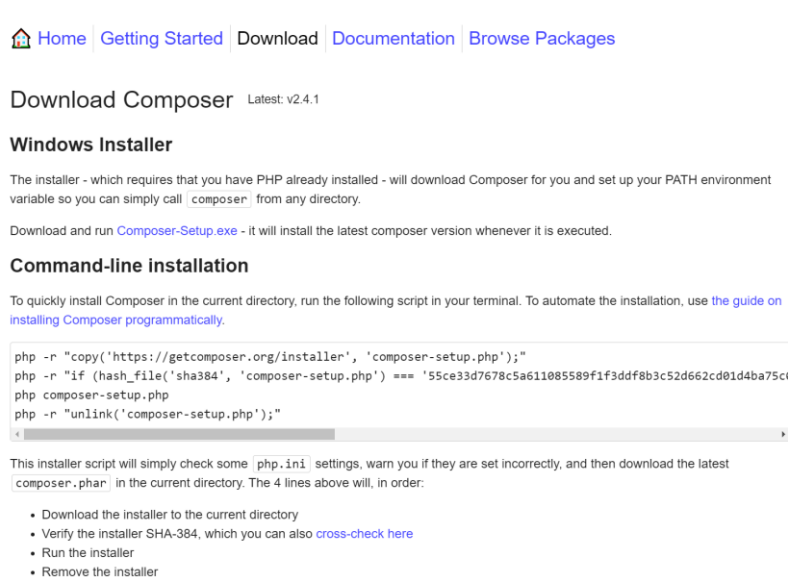 Home Getting Started Download Documentation Browse Packages
Download Composer Latest: v2.4.1
Windows Installer
The installer - which requires that you have PHP already installed - will download Composer for you and set up your PATH environment
variable so you can simply call composer from any directory.
Download and run Composer-Setup.exe - it will install the latest composer version whenever it is executed.
Command-line installation
To quickly install Composer in the current directory, run the following script in your terminal. To automate the installation, use the guide on
installing Composer programmatically.
php -r "copy('https://getcomposer.org/installer', 'composer-setup.php');"
php -r "if (hash_file('sha384', 'composer-setup.php') === '55ce33d7678c5a611085589f1f3ddf8b3c52d662cd01d4ba75c
php composer-setup.php
php -r "unlink('composer-setup.php');"
This installer script will simply check some php.ini settings, warn you if they are set incorrectly, and then download the latest
composer.phar in the current directory. The 4 lines above will, in order:
• Download the installer to the current directory
• Verify the installer SHA-384, which you can also cross-check here
• Run the installer
• Remove the installer